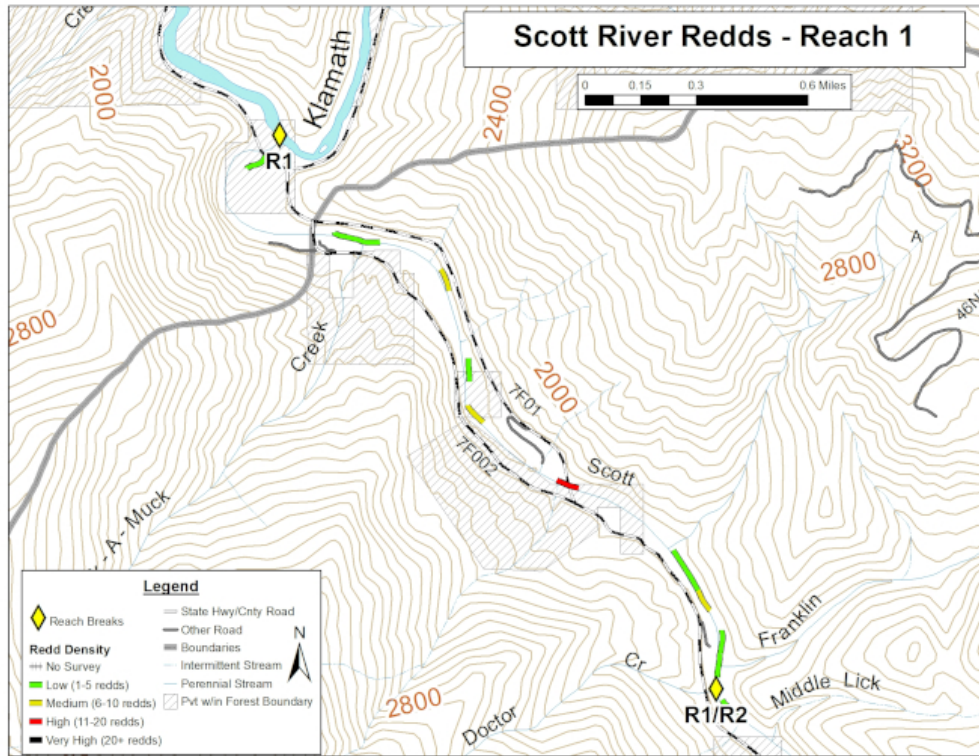 Scott River Redds - Reach 1
0 0.15 0.3 0.6 Miles
Cre
2000
Klamath
2400
3200
R1
A
2800
46N
2800
Creek
2000
7F01
7F002
Scott
- A - Muck
Franklin
Cr
Middle Lick
R1/R2
2800
Doctor
Legend
Reach Breaks
Redd Density
No Survey
Low (1-5 redds)
Medium (6-10 redds)
High (11-20 redds)
Very High (20+ redds)
State Hwy/Cnty Road
Other Road
Boundaries
Intermittent Stream
Perennial Stream
Pvt w/in Forest Boundary
N